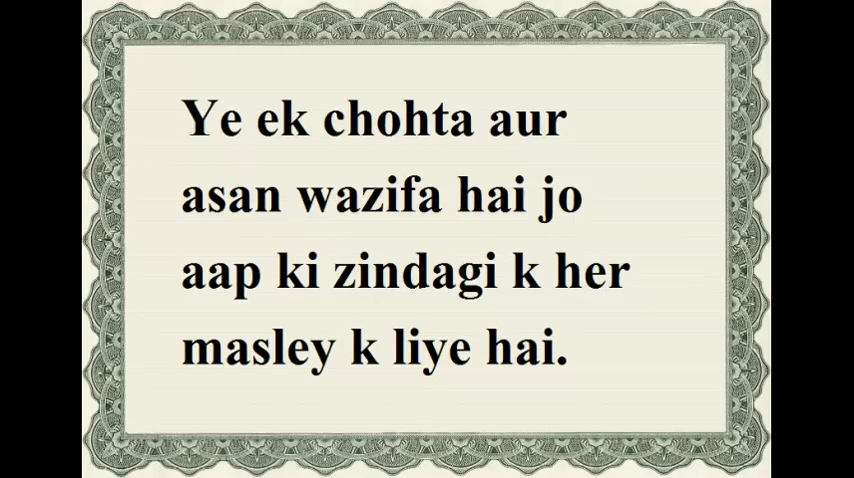 Ye ek chohta aur
asan wazifa hai jo
aap ki zindagi k her
masley k liye hai.